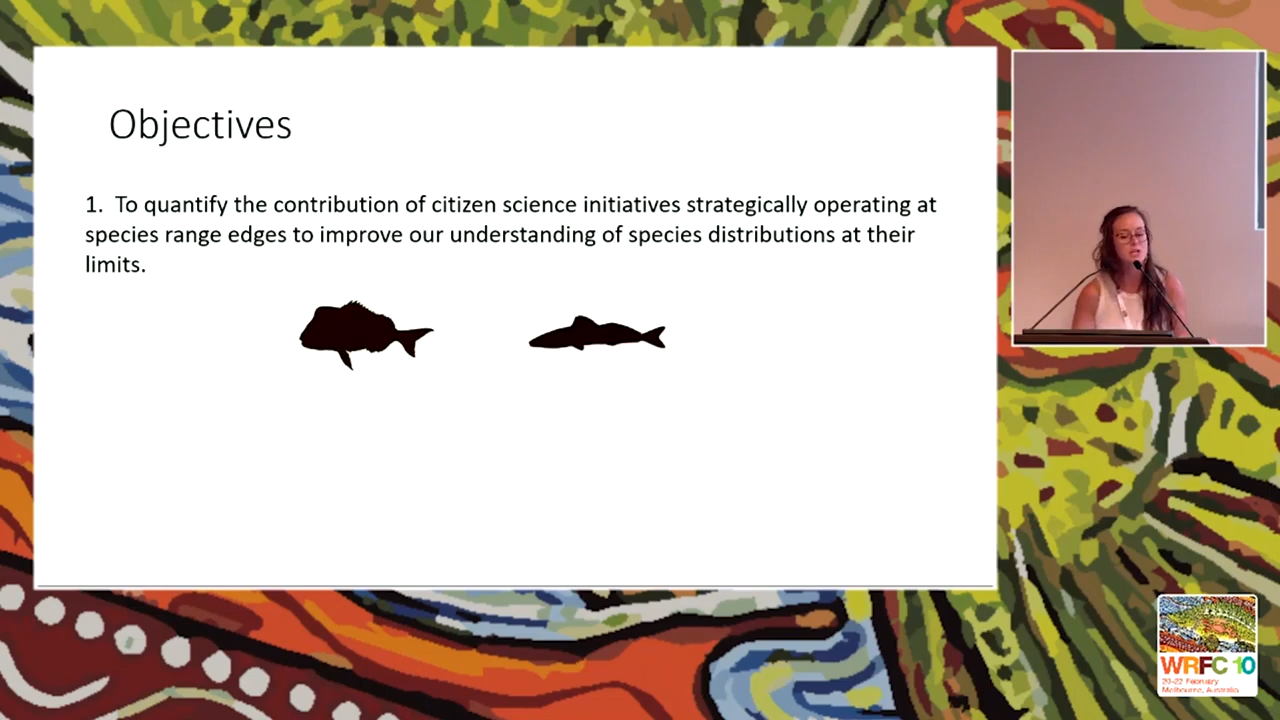 Objectives
1. To quantify the contribution of citizen science initiatives strategically operating at
species range edges to improve our understanding of species distributions at their
limits.
WRFC 10
20-22 February
Melbourne, Australia